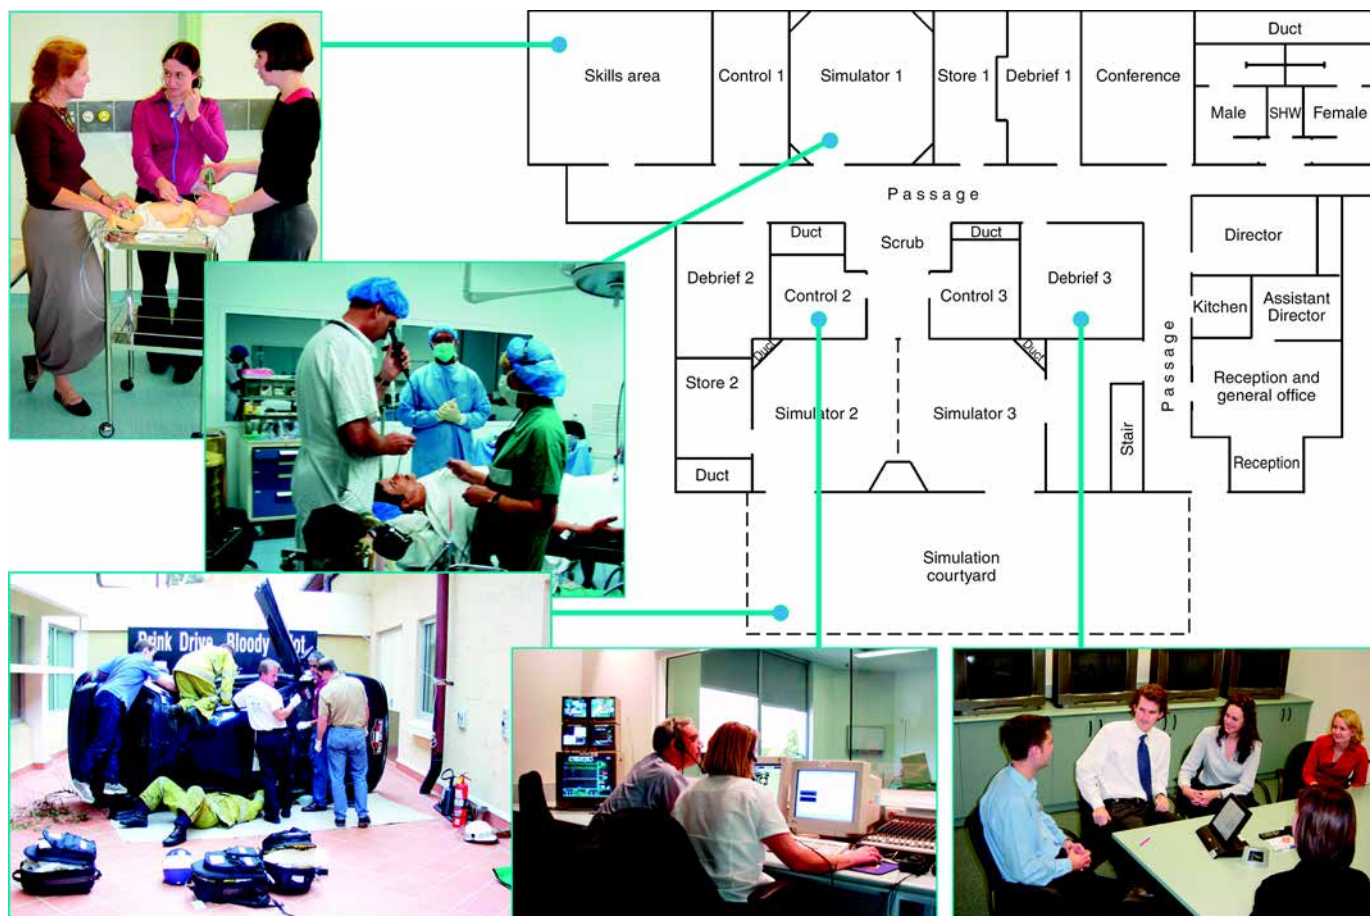 Duct
Skills area
Control 1
Simulator 1
Store 1
Debrief 1
Conference
Male
SHW
Female
Passage
Duct
Scrub
Duct
Director
Debrief 2
Control 2
Control 3
Debrief 3
Kitchen
Assistant
Director
Duct
Duct
Store 2
Passage
Reception and
general office
Simulator 2
Simulator 3
Stair
Duct
Reception
Simulation
courtyard
Drink Drive Bloody